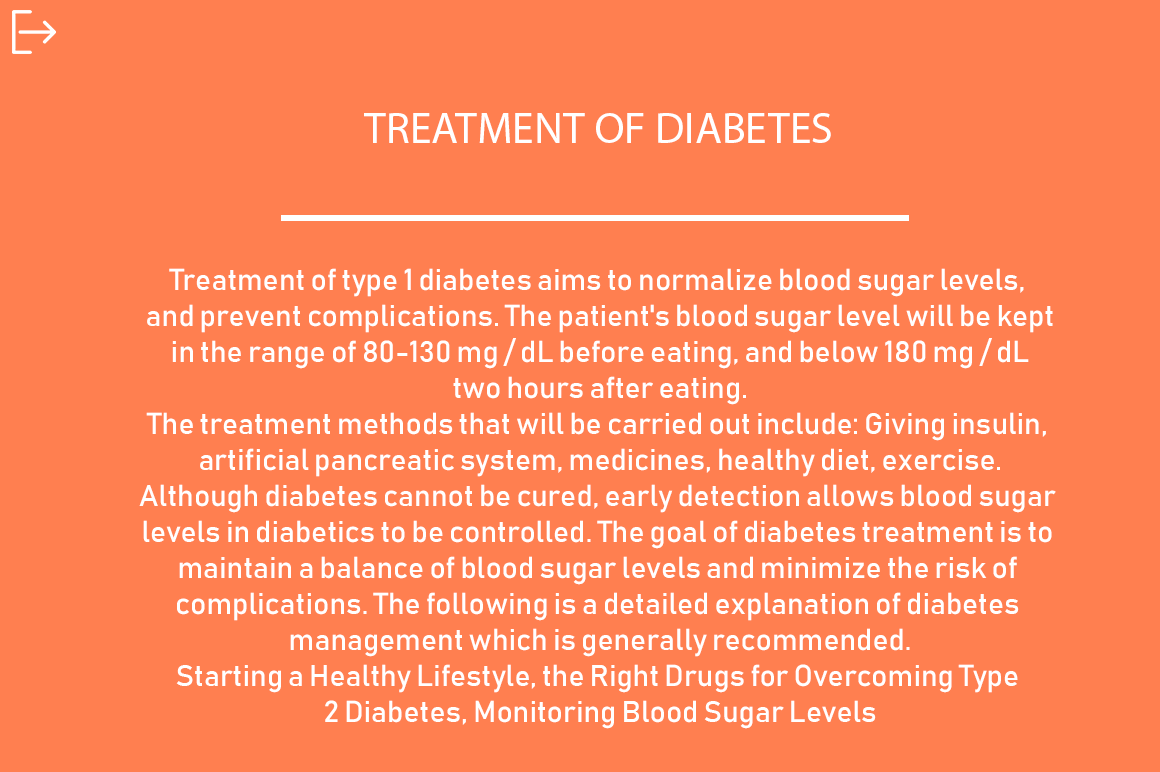 TREATMENT OF DIABETES
Treatment of type 1 diabetes aims to normalize blood sugar levels,
and prevent complications. The patient's blood sugar level will be kept
in the range of 80-130 mg / dL before eating, and below 180 mg / dL
two hours after eating.
The treatment methods that will be carried out include: Giving insulin,
artificial pancreatic system, medicines, healthy diet, exercise.
Although diabetes cannot be cured, early detection allows blood sugar
levels in diabetics to be controlled. The goal of diabetes treatment is to
maintain a balance of blood sugar levels and minimize the risk of
complications. The following is a detailed explanation of diabetes
management which is generally recommended.
Starting a Healthy Lifestyle, the Right Drugs for Overcoming Type
2 Diabetes, Monitoring Blood Sugar Levels